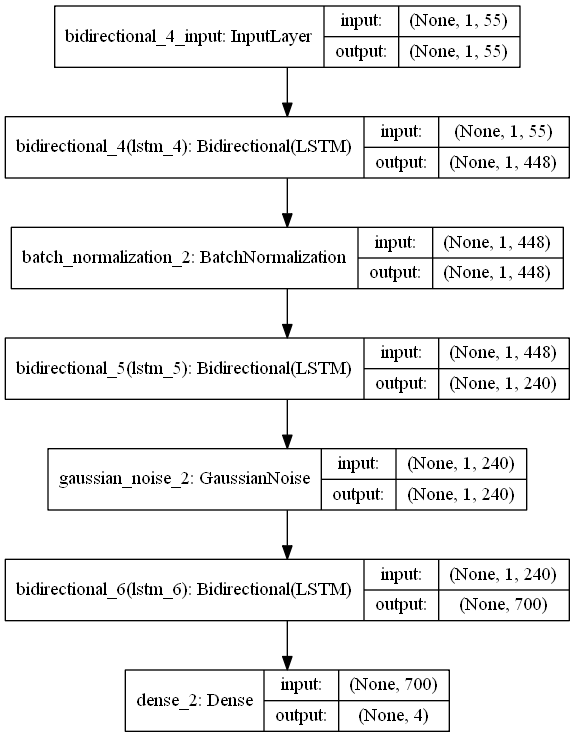 bidirectional_4_input: InputLayer
input: (None, 1, 55)
output: (None, 1, 55)
bidirectional_4(lstm_4): Bidirectional(LSTM)
input: (None, 1, 55)
output: (None, 1, 448)
batch_normalization_2: BatchNormalization
input: (None, 1, 448)
output: (None, 1, 448)
bidirectional_5(lstm_5): Bidirectional(LSTM)
input: (None, 1, 448)
output: (None, 1, 240)
gaussian_noise_2: GaussianNoise
input: (None, 1, 240)
output: (None, 1, 240)
bidirectional_6(lstm_6): Bidirectional(LSTM)
input: (None, 1, 240)
output: (None, 700)
dense_2: Dense
input: (None, 700)
output: (None, 4)